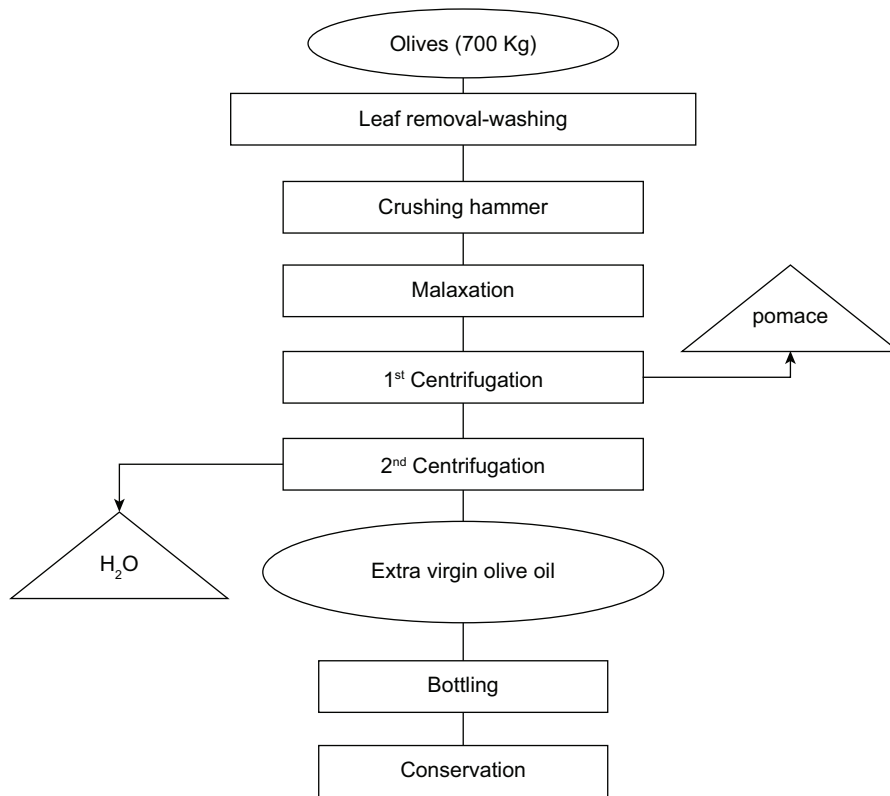 Olives (700 Kg)
Leaf removal-washing
Crushing hammer
Malaxation
pomace
1st Centrifugation
2nd Centrifugation
H2O
Extra virgin olive oil
Bottling
Conservation